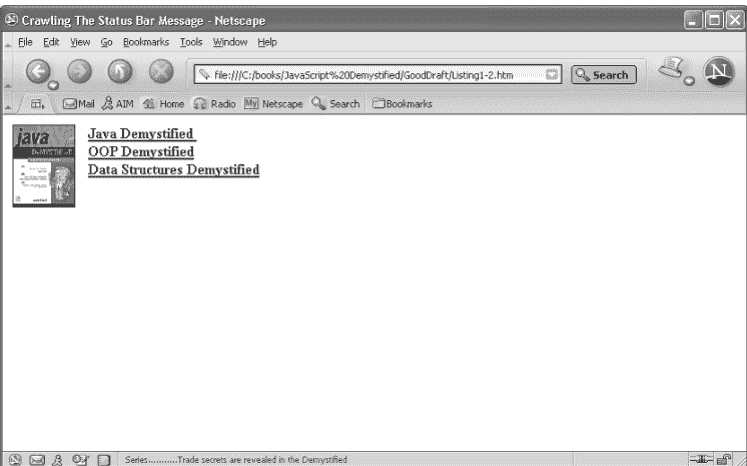 Crawling The Status Bar Message - Netscape
File Edit View Go Bookmarks Tools Window Help
file:///C:/books/JavaScript%20Demystified/GoodDraft/Listing1-2.htm Search N
Mail AIM Home Radio My Netscape Search Bookmarks
java
DeMYSTiFieD
Java Demystified
OOP Demystified
Data Structures Demystified
Series...........Trade secrets are revealed in the Demystified